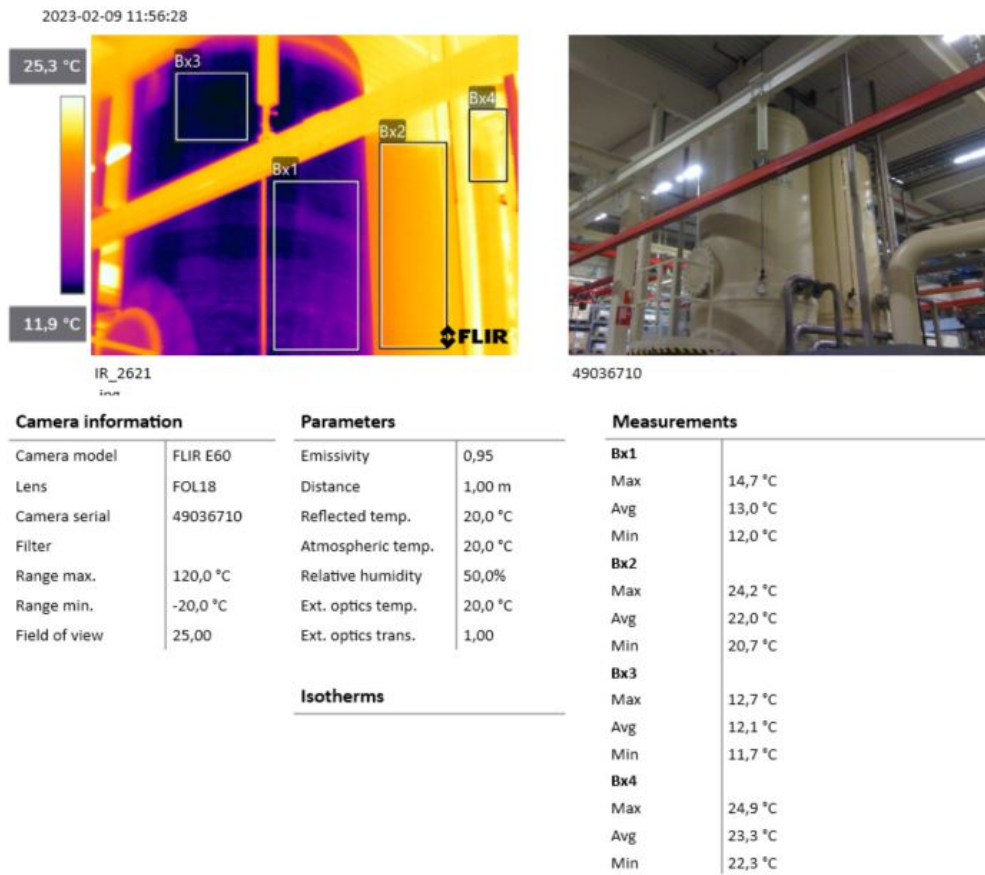 2023-02-09 11:56:28
25,3 °C
11,9 °C
Bx3
Bx4
Bx2
Bx1
FLIR
IR_2621
49036710
Camera information
Camera model FLIR E60
Lens FOL18
Camera serial 49036710
Filter
Range max. 120,0 °C
Range min. -20,0 °C
Field of view 25,00
Parameters
Emissivity 0,95
Distance 1,00 m
Reflected temp. 20,0 °C
Atmospheric temp. 20,0 °C
Relative humidity 50,0%
Ext. optics temp. 20,0 °C
Ext. optics trans. 1,00
Isotherms
Measurements
Bx1
Max 14,7 °C
Avg 13,0 °C
Min 12,0 °C
Bx2
Max 24,2 °C
Avg 22,0 °C
Min 20,7 °C
Bx3
Max 12,7 °C
Avg 12,1 °C
Min 11,7 °C
Bx4
Max 24,9 °C
Avg 23,3 °C
Min 22,3 °C